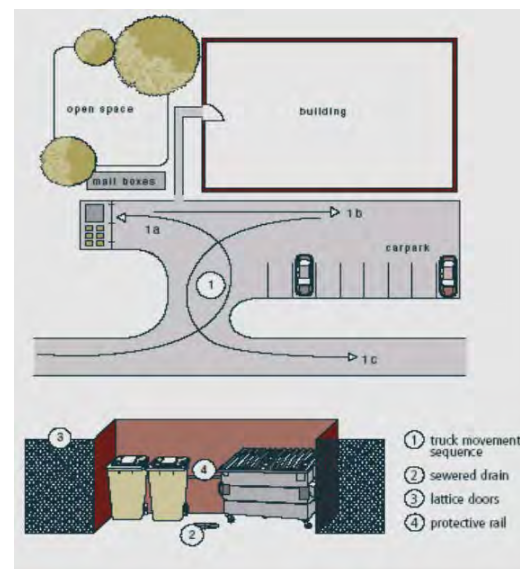 open space
building
mail boxes
1a
1b
carpark
1
1c
3
4
2
1 truck movement
sequence
2 sewered drain
3 lattice doors
4 protective rail